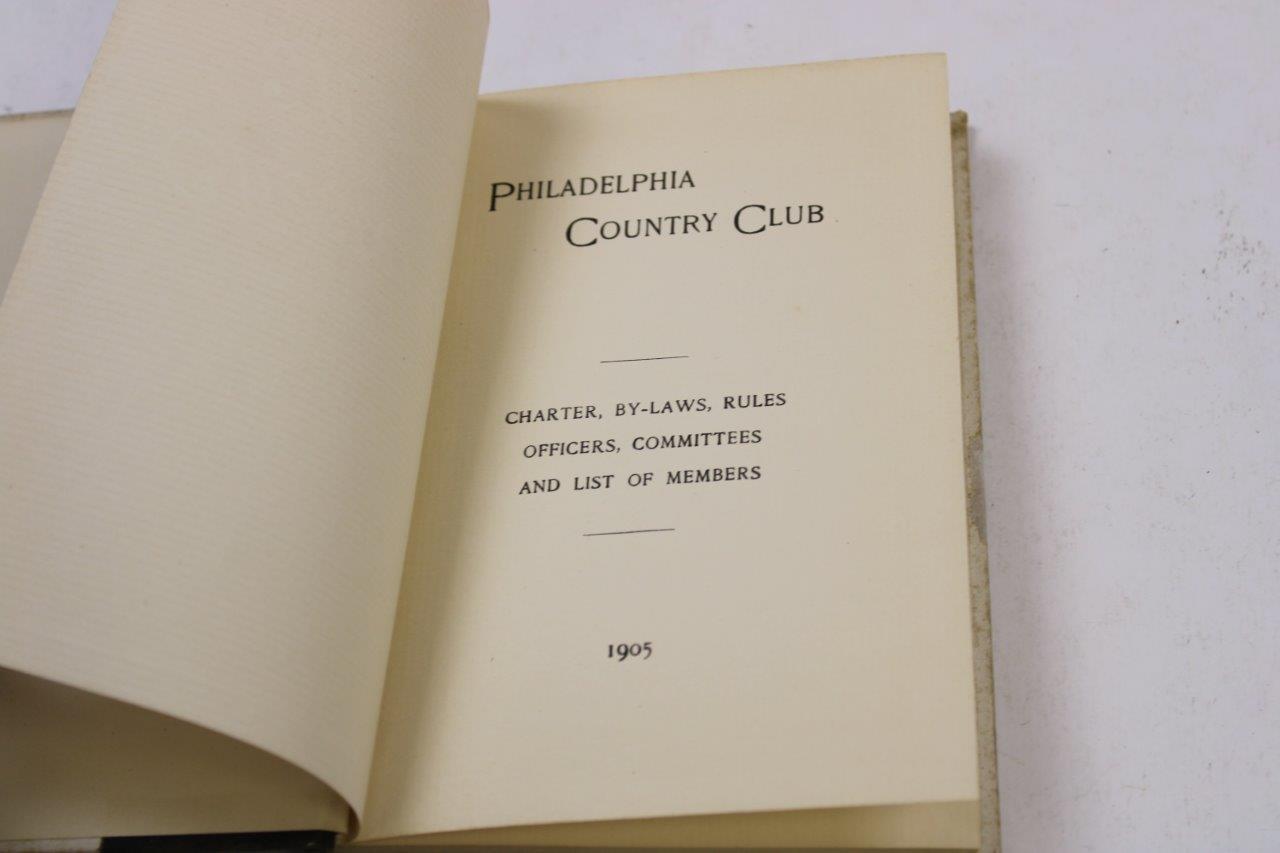 PHILADELPHIA
COUNTRY CLUB
CHARTER, BY-LAWS, RULES
OFFICERS, COMMITTEES
AND LIST OF MEMBERS
1905